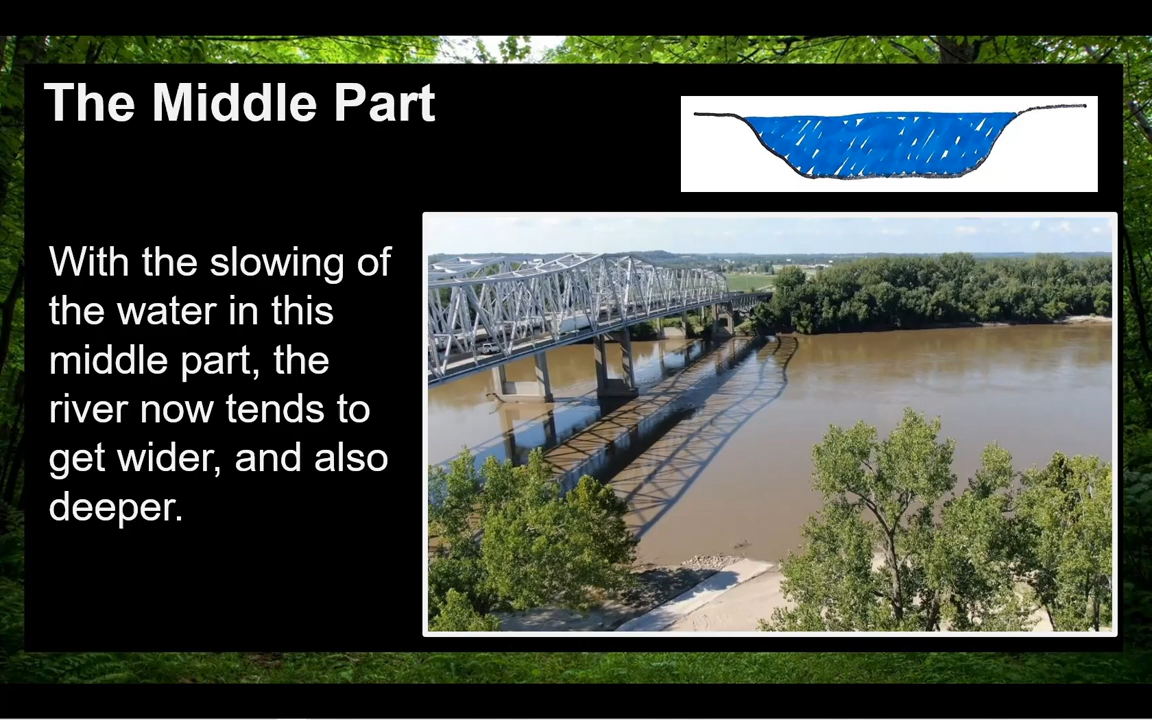 The Middle Part
With the slowing of
the water in this
middle part, the
river now tends to
get wider, and also
deeper.